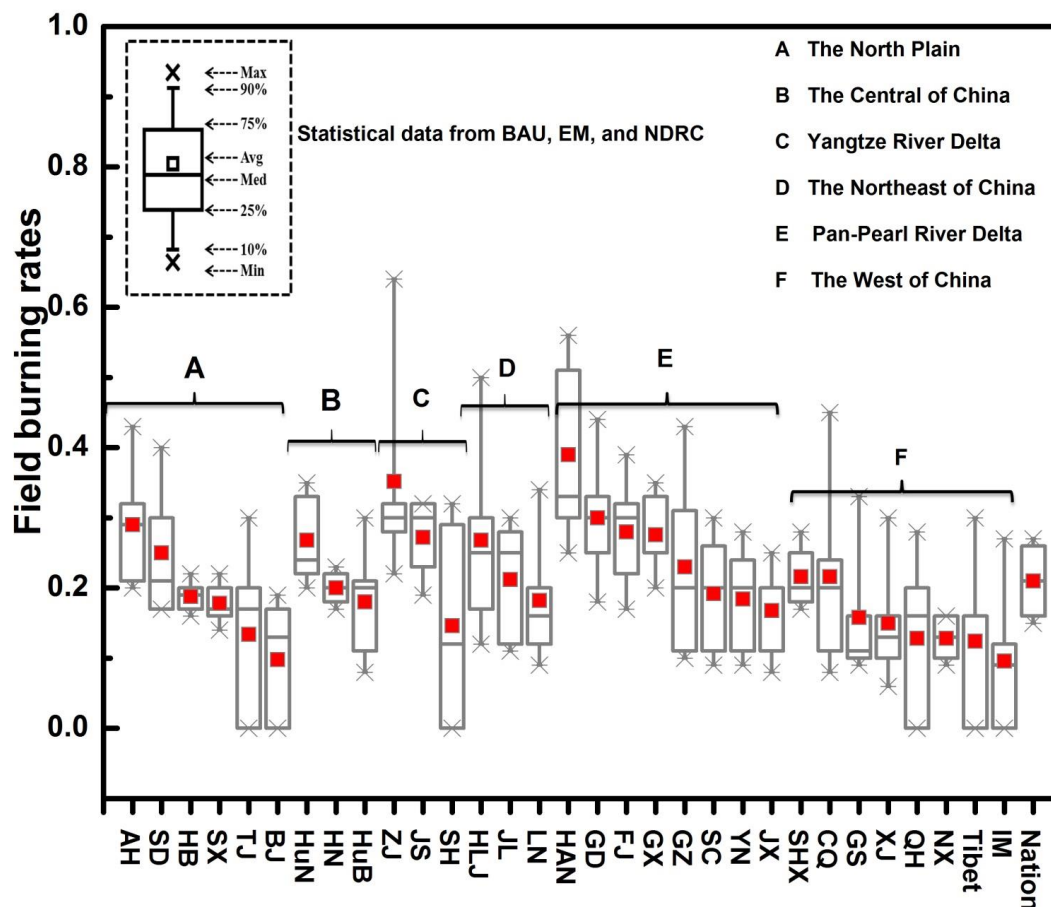 1.0
0.8
0.6
0.4
0.2
0.0
Field burning rates
Max
90%
75%
Avg
Med
25%
10%
Min
Statistical data from BAU, EM, and NDRC
A The North Plain
B The Central of China
C Yangtze River Delta
D The Northeast of China
E Pan-Pearl River Delta
F The West of China
A
B
C
D
E
F
AH
SD
HB
SX
TJ
BJ
HuN
HN
HuB
ZJ
JS
SH
HLJ
JL
LN
HAN
GD
FJ
GX
GZ
SC
YN
JX
SHX
CQ
GS
XJ
QH
NX
Tibet
IM
Nation